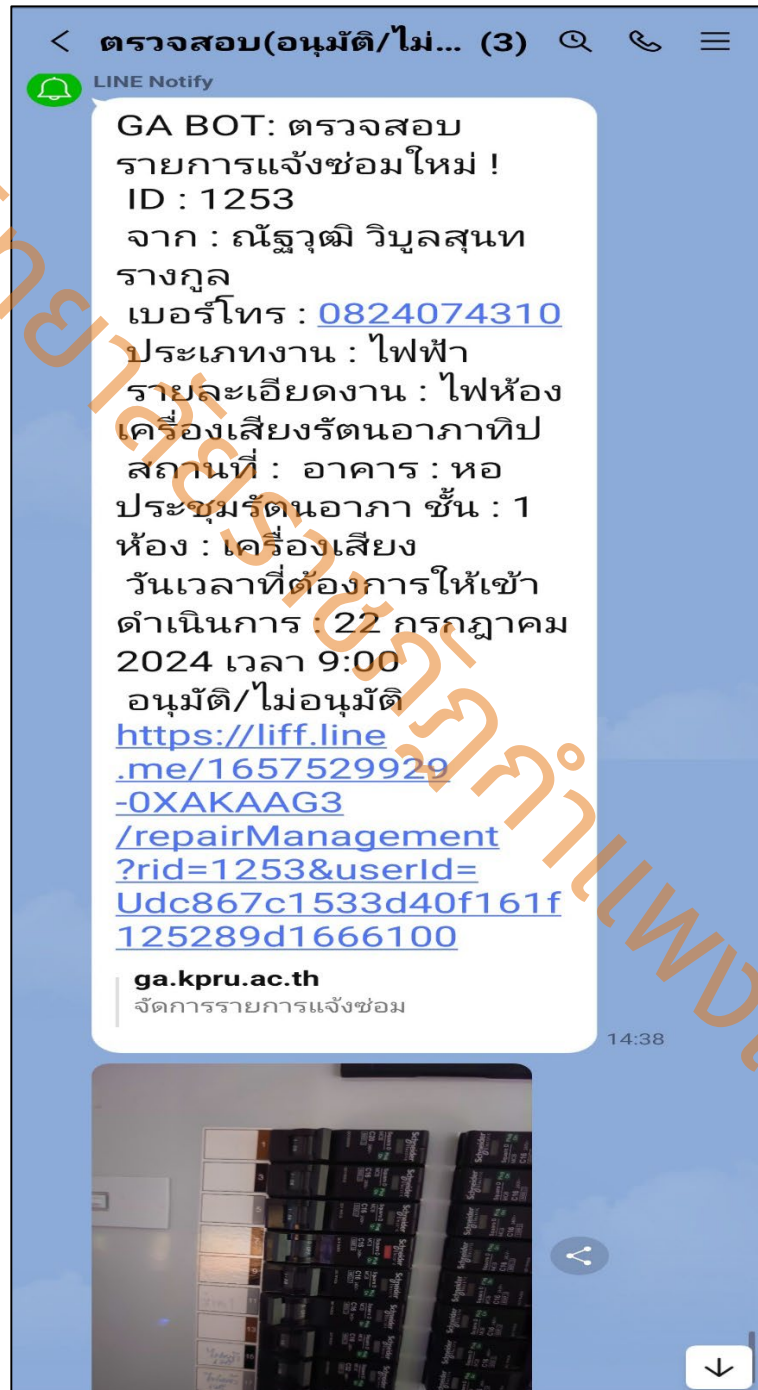 ตรวจสอบ(อนุมัติ/ไม่... (3)
LINE Notify
GA BOT: ตรวจสอบ
รายการแจ้งซ่อมใหม่ !
ID : 1253
จาก : ณัฐวุฒิ วิบูลสุนท
รางกูล
เบอร์โทร : 0824074310
ประเภทงาน : ไฟฟ้า
รายละเอียดงาน : ไฟห้อง
เครื่องเสียงรัตนอาภาทิป
สถานที่ : อาคาร : หอ
ประชุมรัตนอาภา ชั้น : 1
ห้อง : เครื่องเสียง
วันเวลาที่ต้องการให้เข้า
ดำเนินการ : 22 กรกฎาคม
2024 เวลา 9:00
อนุมัติ/ไม่อนุมัติ
https://liff.line
.me/1657529929
-0XAKAAG3
/repairManagement
?rid=1253&userId=
Udc867c1533d40f161f
125289d1666100
ga.kpru.ac.th
จัดการรายการแจ้งซ่อม
14:38
Schneider